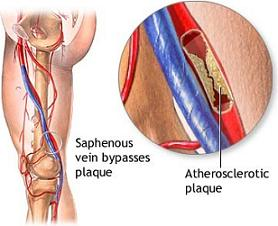 Saphenous
vein bypasses
plaque
Atherosclerotic
plaque